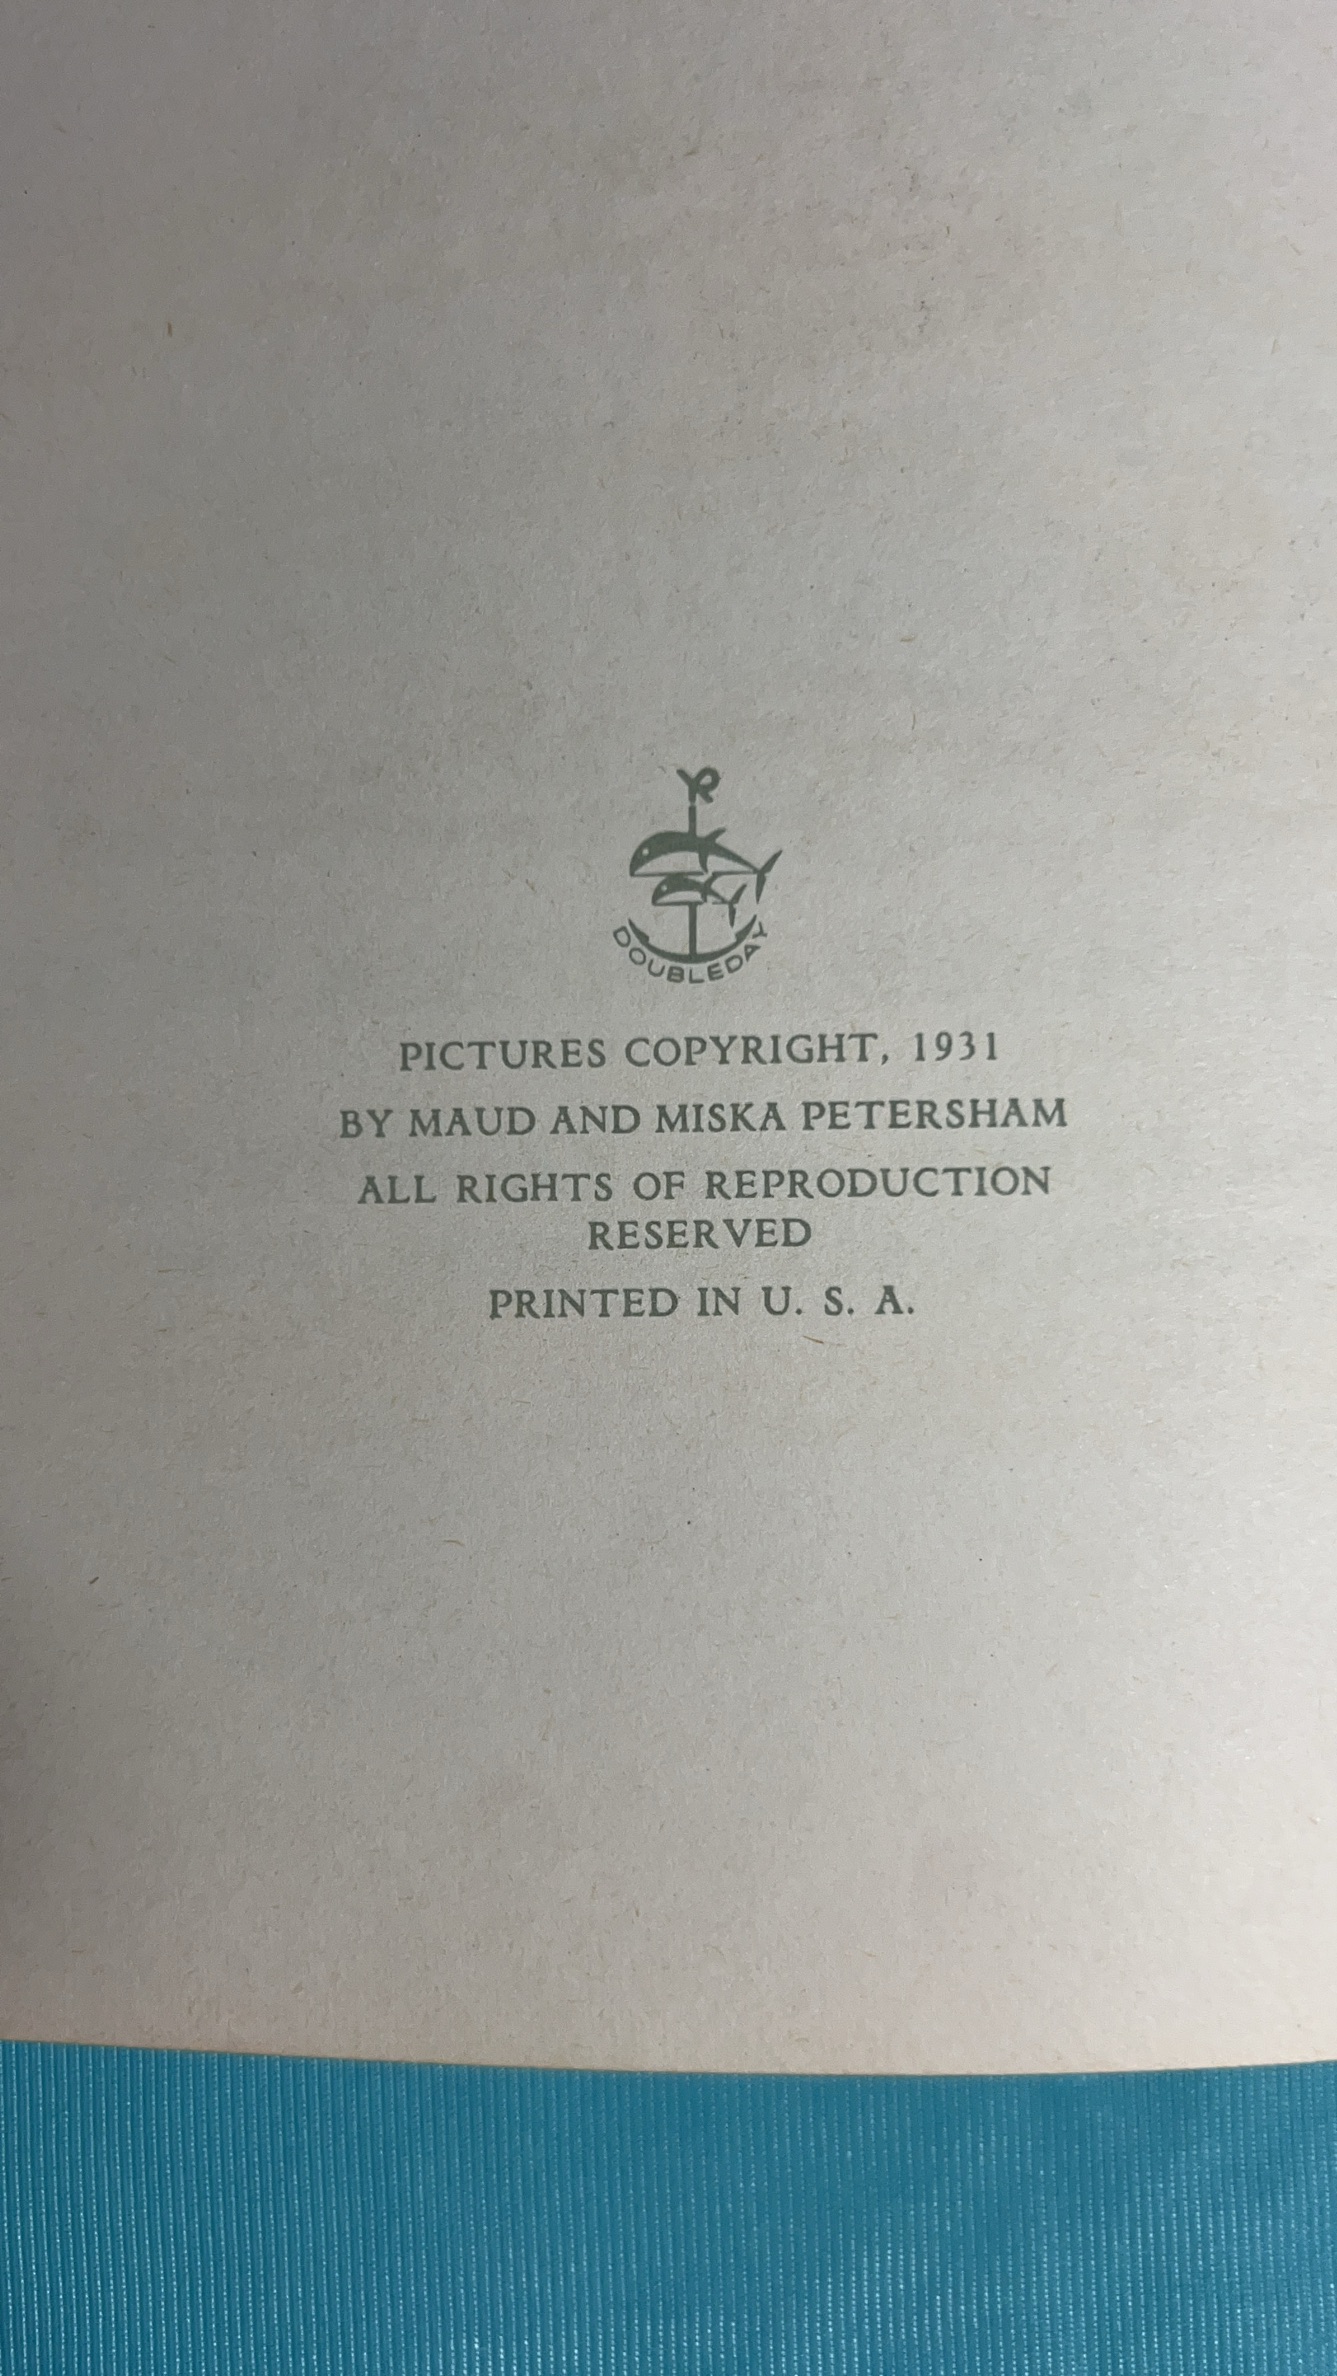 DOUBLEDAY
PICTURES COPYRIGHT, 1931
BY MAUD AND MISKA PETERSHAM
ALL RIGHTS OF REPRODUCTION
RESERVED
PRINTED IN U. S. A.